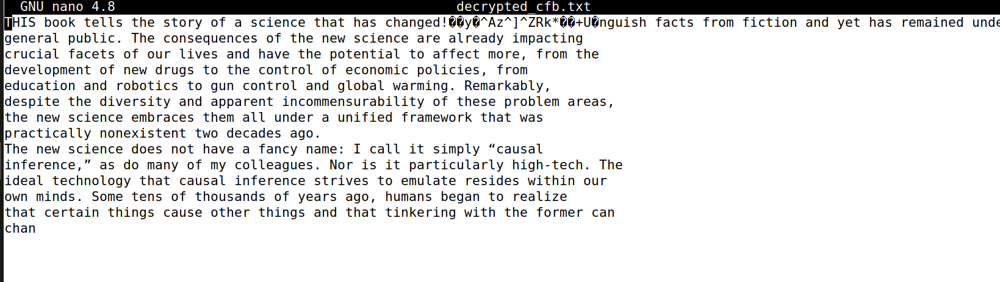 GNU nano 4.8 decrypted_cfb.txt
THIS book tells the story of a science that has changed!��y�^Az^]^ZRk*��+U�nguish facts from fiction and yet has remained unde
general public. The consequences of the new science are already impacting
crucial facets of our lives and have the potential to affect more, from the
development of new drugs to the control of economic policies, from
education and robotics to gun control and global warming. Remarkably,
despite the diversity and apparent incommensurability of these problem areas,
the new science embraces them all under a unified framework that was
practically nonexistent two decades ago.
The new science does not have a fancy name: I call it simply “causal
inference,” as do many of my colleagues. Nor is it particularly high-tech. The
ideal technology that causal inference strives to emulate resides within our
own minds. Some tens of thousands of years ago, humans began to realize
that certain things cause other things and that tinkering with the former can
chan